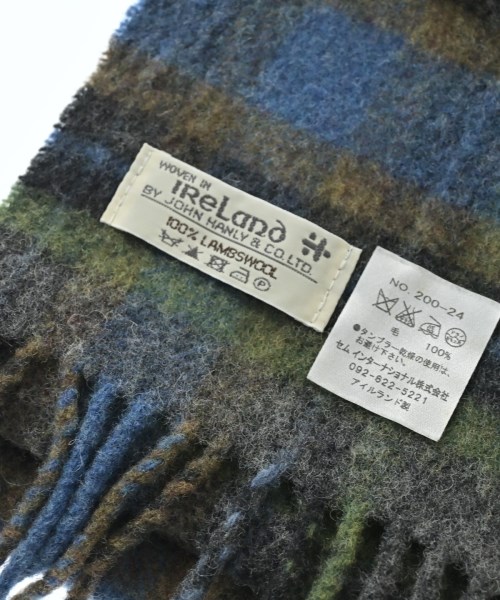 WOVEN IN
IReLand
BY JOHN HANLY & CO. LTD.
100% LAMBSWOOL
P
NO. 200-24
毛 100%
●タンブラー乾燥の使用は、
お避け下さい。
セム インターナショナル株式会社
092-622-5221
アイルランド製